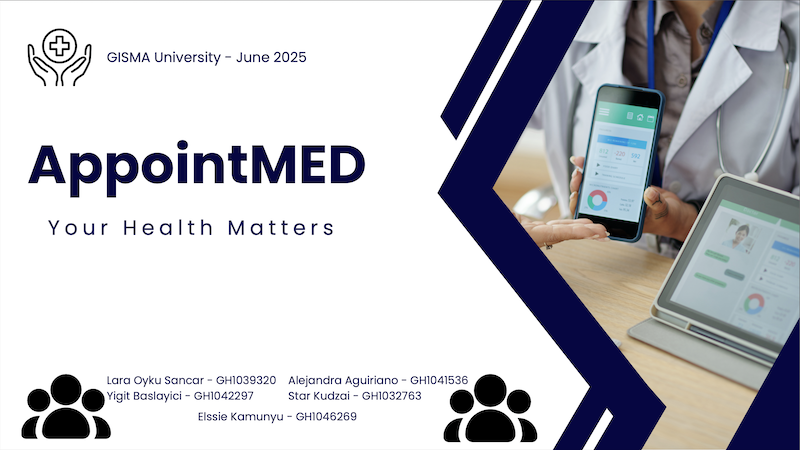 GISMA University - June 2025
AppointMED
Your Health Matters
Lara Oyku Sancar - GH1039320 Alejandra Aguiriano - GH1041536
Yigit Baslayici - GH1042297 Star Kudzai - GH1032763
Elssie Kamunyu - GH1046269